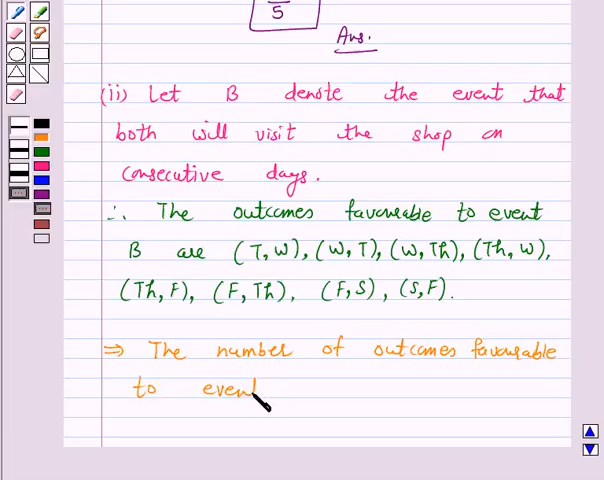 5
Ans.
(ii) Let B denote the event that
both will visit the shop on
consecutive days.
∴ The outcomes favourable to event
B are (T, W), (W, T), (W, Th), (Th, W),
(Th, F), (F, Th), (F, S), (S, F).
⇒ The number of outcomes favourable
to event